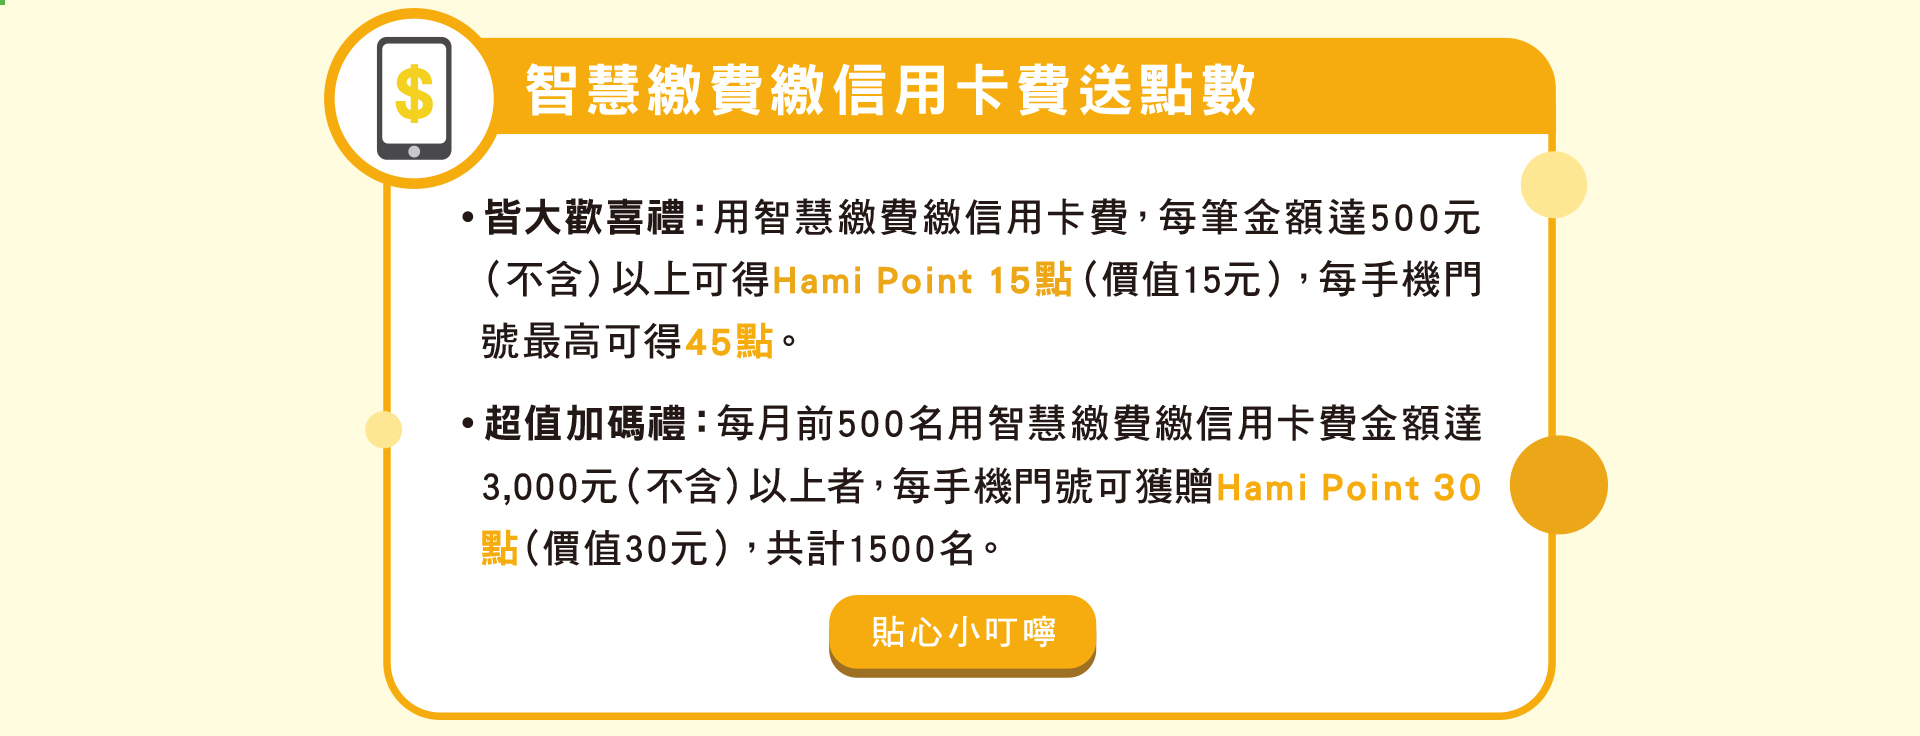 智慧繳費繳信用卡費送點數
•皆大歡喜禮：用智慧繳費繳信用卡費，每筆金額達500元
（不含）以上可得Hami Point 15點（價值15元），每手機門
號最高可得45點。
•超值加碼禮：每月前500名用智慧繳費繳信用卡費金額達
3,000元（不含）以上者，每手機門號可獲贈Hami Point 30
點（價值30元），共計1500名。
貼心小叮嚀